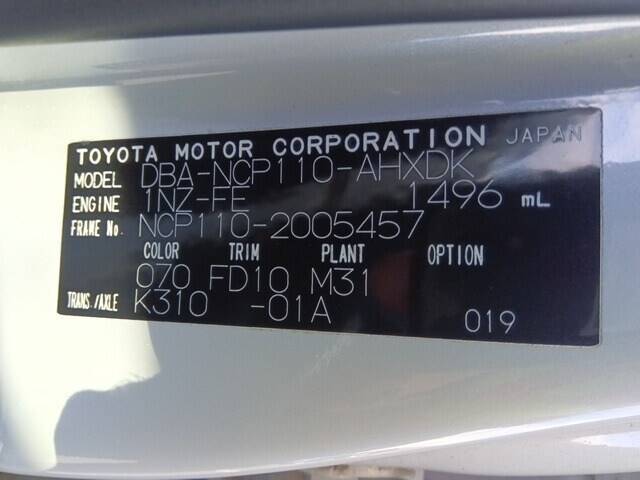 TOYOTA MOTOR CORPORATION JAPAN
MODEL DBA-NCP110-AHXDK
ENGINE 1NZ-FE 1496 mL
FRAME No. NCP110-2005457
COLOR TRIM PLANT OPTION
070 FD10 M31
TRANS./AXLE K310 -01A 019